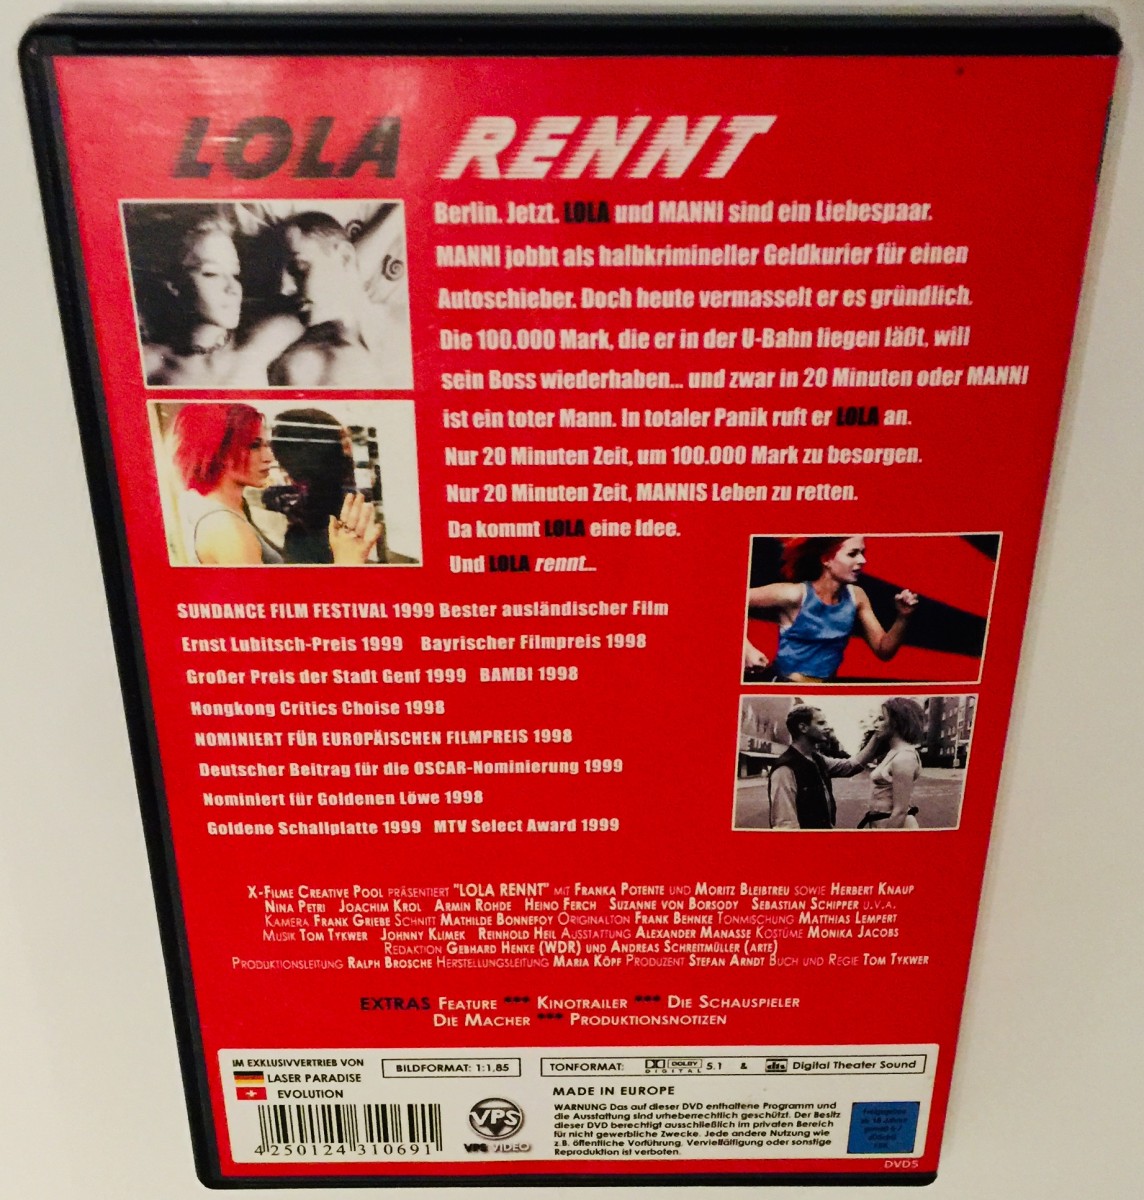 LOLA RENNT
Berlin. Jetzt. LOLA und MANNI sind ein Liebespaar.
MANNI jobbt als halbkrimineller Geldkurier für einen
Autoschieber. Doch heute vermasselt er es gründlich.
Die 100.000 Mark, die er in der U-Bahn liegen läßt, will
sein Boss wiederhaben... und zwar in 20 Minuten oder MANNI
ist ein toter Mann. In totaler Panik ruft er LOLA an.
Nur 20 Minuten Zeit, um 100.000 Mark zu besorgen.
Nur 20 Minuten Zeit, MANNIS Leben zu retten.
Da kommt LOLA eine Idee.
Und LOLA rennt...
SUNDANCE FILM FESTIVAL 1999 Bester ausländischer Film
Ernst Lubitsch-Preis 1999 Bayrischer Filmpreis 1998
Großer Preis der Stadt Genf 1999 BAMBI 1998
Hongkong Critics Choise 1998
NOMINIERT FÜR EUROPÄISCHEN FILMPREIS 1998
Deutscher Beitrag für die OSCAR-Nominierung 1999
Nominiert für Goldenen Löwe 1998
Goldene Schallplatte 1999 MTV Select Award 1999
X-FILME CREATIVE POOL PRÄSENTIERT "LOLA RENNT" MIT FRANKA POTENTE UND MORITZ BLEIBTREU SOWIE HERBERT KNAUP
NINA PETRI JOACHIM KROL ARMIN ROHDE HEINO FERCH SUZANNE VON BORSODY SEBASTIAN SCHIPPER U.V.A.
KAMERA FRANK GRIEBE SCHNITT MATHILDE BONNEFOY ORIGINALTON FRANK BEHNKE TONMISCHUNG MATTHIAS LEMPERT
MUSIK TOM TYKWER JOHNNY KLIMEK REINHOLD HEIL AUSSTATTUNG ALEXANDER MANASSE KOSTÜME MONIKA JACOBS
REDAKTION GEBHARD HENKE (WDR) UND ANDREAS SCHREITMÜLLER (ARTE)
PRODUKTIONSLEITUNG RALPH BROSCHE HERSTELLUNGSLEITUNG MARIA KÖPF PRODUZENT STEFAN ARNDT BUCH UND REGIE TOM TYKWER
EXTRAS FEATURE *** KINOTRAILER *** DIE SCHAUSPIELER
DIE MACHER *** PRODUKTIONSNOTIZEN
IM EXKLUSIVVERTRIEB VON
LASER PARADISE
EVOLUTION
4 250124 310691
BILDFORMAT: 1:1,85
VPS
VPS VIDEO
TONFORMAT: DOLBY DIGITAL 5.1 & dts Digital Theater Sound
MADE IN EUROPE
WARNUNG Das auf dieser DVD enthaltene Programm und
die Ausstattung sind urheberrechtlich geschützt. Der Besitz
dieser DVD berechtigt ausschließlich im privaten Bereich
für nicht gewerbliche Zwecke. Jede andere Nutzung wie
z.B. öffentliche Vorführung, Vervielfältigung oder sonstige
Reproduktion ist verboten.
DVD5